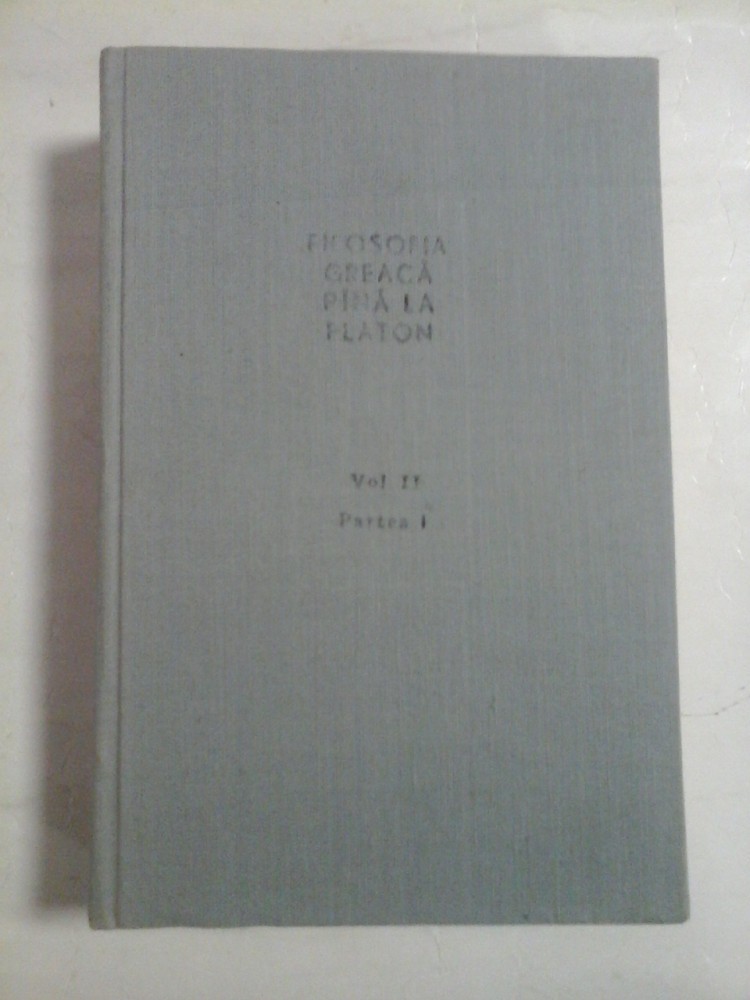 FILOSOFIA
GREACĂ
PÎNĂ LA
PLATON
Vol II
Partea I